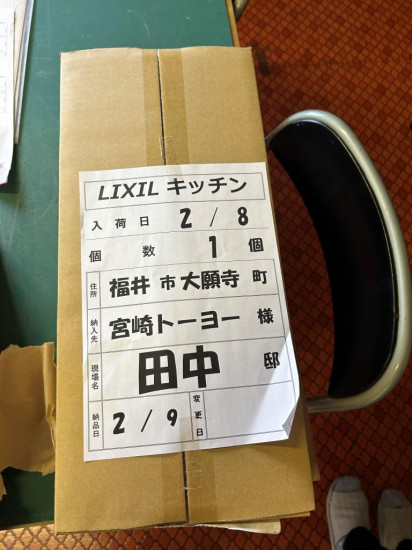 LIXIL キッチン
入荷日 2 / 8
個数 1 個
住所 福井 市 大願寺 町
納入先 宮崎トーヨー 様
現場名 田中 邸
納品日 2 / 9 変更日